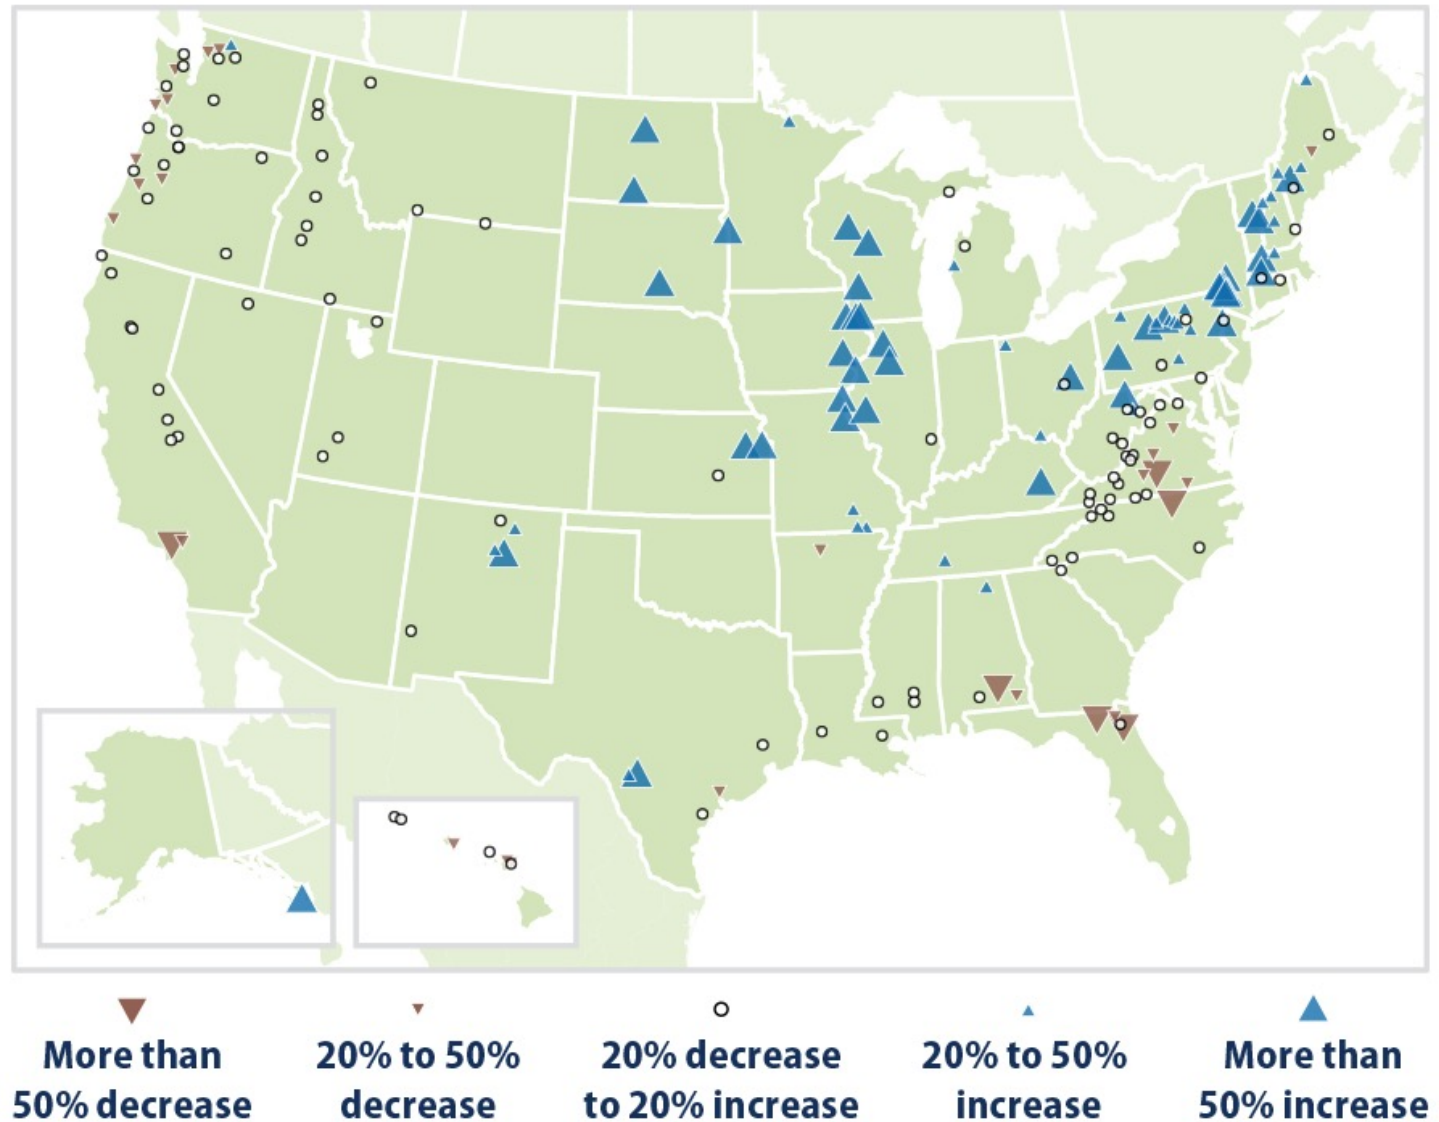 More than
50% decrease
20% to 50%
decrease
20% decrease
to 20% increase
20% to 50%
increase
More than
50% increase